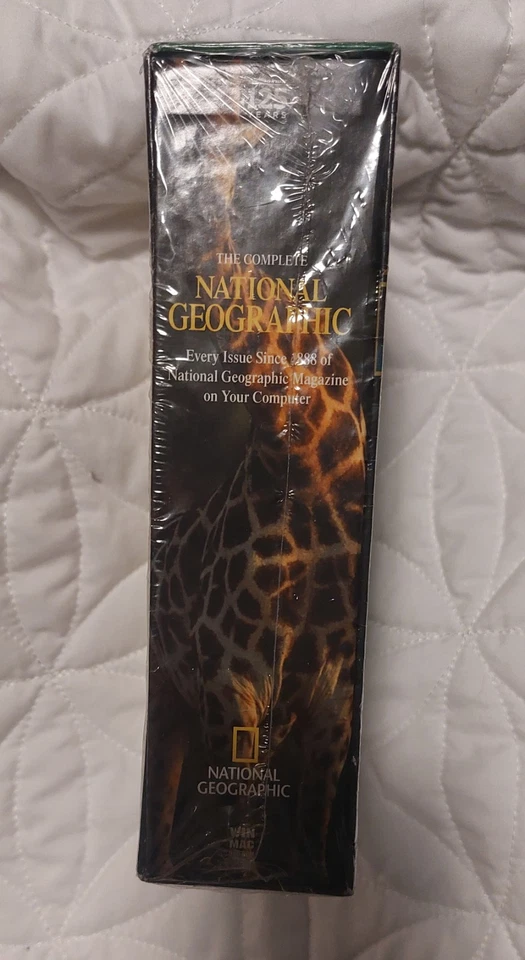 YEARS
THE COMPLETE
NATIONAL
GEOGRAPHIC
Every Issue Since 1888 of
National Geographic Magazine
on Your Computer
NATIONAL
GEOGRAPHIC
WIN
MAC